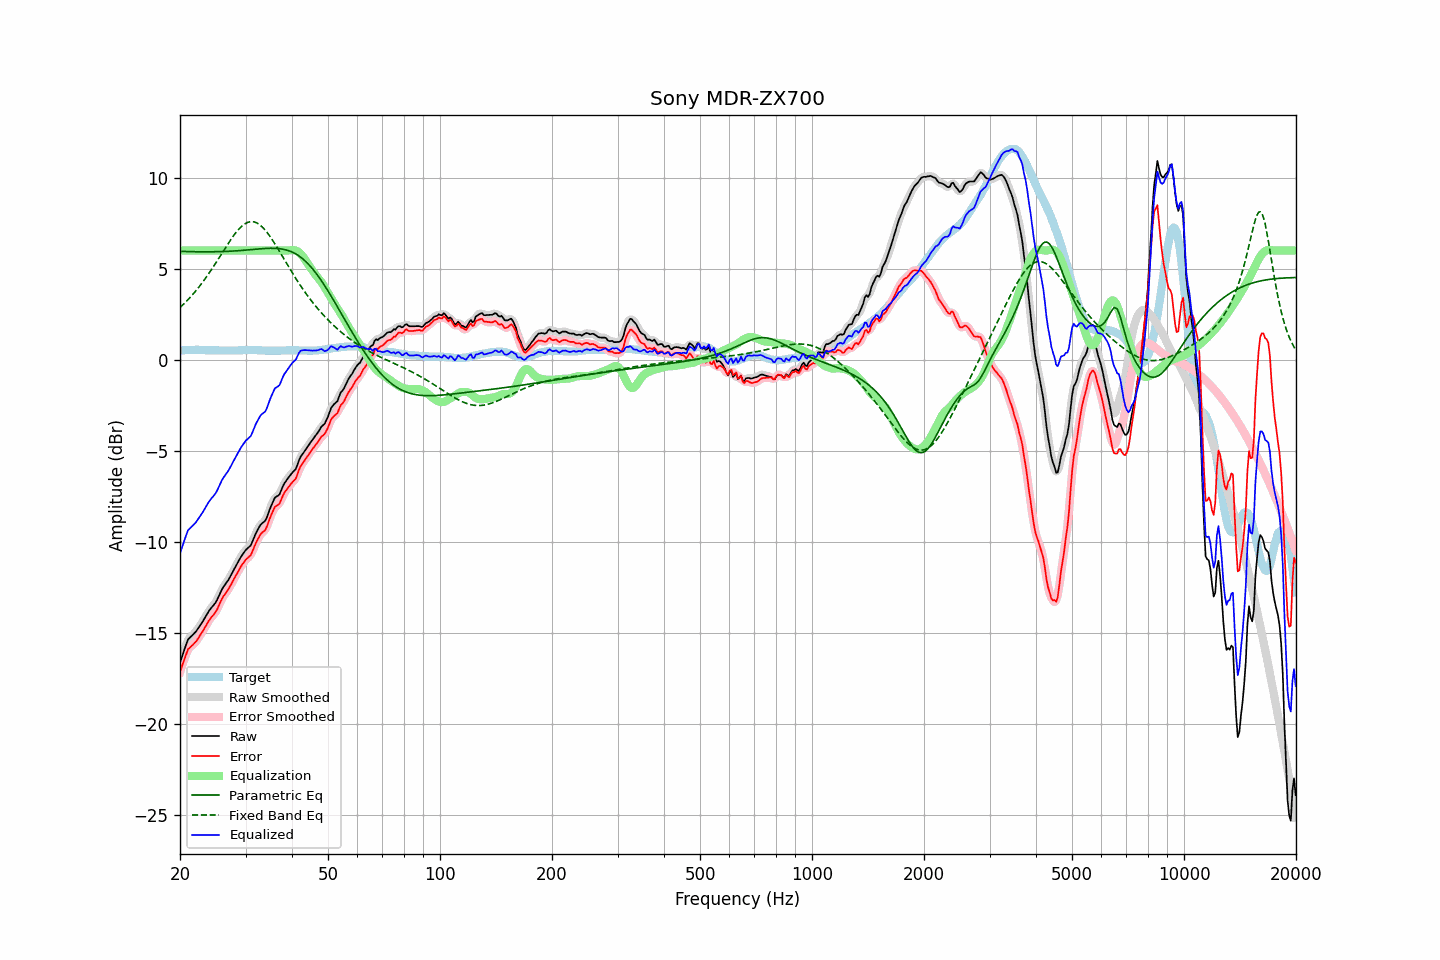 Sony MDR-ZX700
Amplitude (dBr)
10
5
0
−5
−10
−15
−20
−25
Target
Raw Smoothed
Error Smoothed
Raw
Error
Equalization
Parametric Eq
Fixed Band Eq
Equalized
20 50 100 200 500 1000 2000 5000 10000 20000
Frequency (Hz)